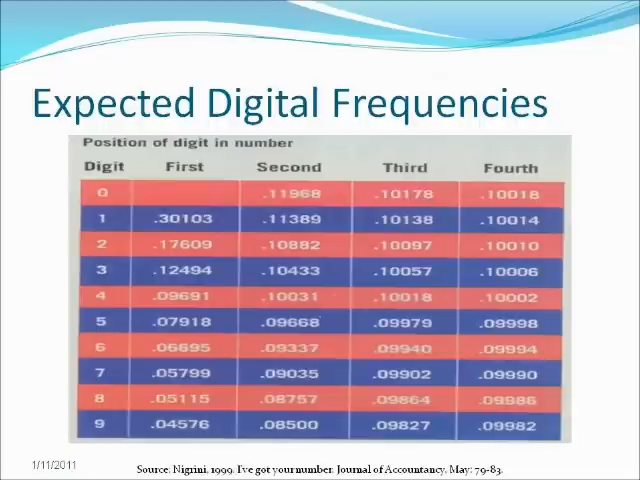 Expected Digital Frequencies
Position of digit in number
Digit First Second Third Fourth
0 .11968 .10178 .10018
1 .30103 .11389 .10138 .10014
2 .17609 .10882 .10097 .10010
3 .12494 .10433 .10057 .10006
4 .09691 .10031 .10018 .10002
5 .07918 .09668 .09979 .09998
6 .06695 .09337 .09940 .09994
7 .05799 .09035 .09902 .09990
8 .05115 .08757 .09864 .09986
9 .04576 .08500 .09827 .09982
1/11/2011
Source: Nigrini, 1999. I've got your number. Journal of Accountancy. May: 79-83.